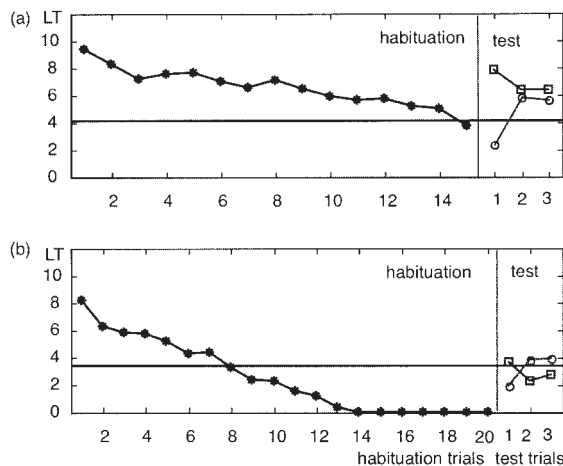 (a) LT
10
8
6
4
2
0
habituation
test
2 4 6 8 10 12 14 1 2 3
(b) LT
10
8
6
4
2
0
habituation
test
2 4 6 8 10 12 14 16 18 20 1 2 3
habituation trials test trials